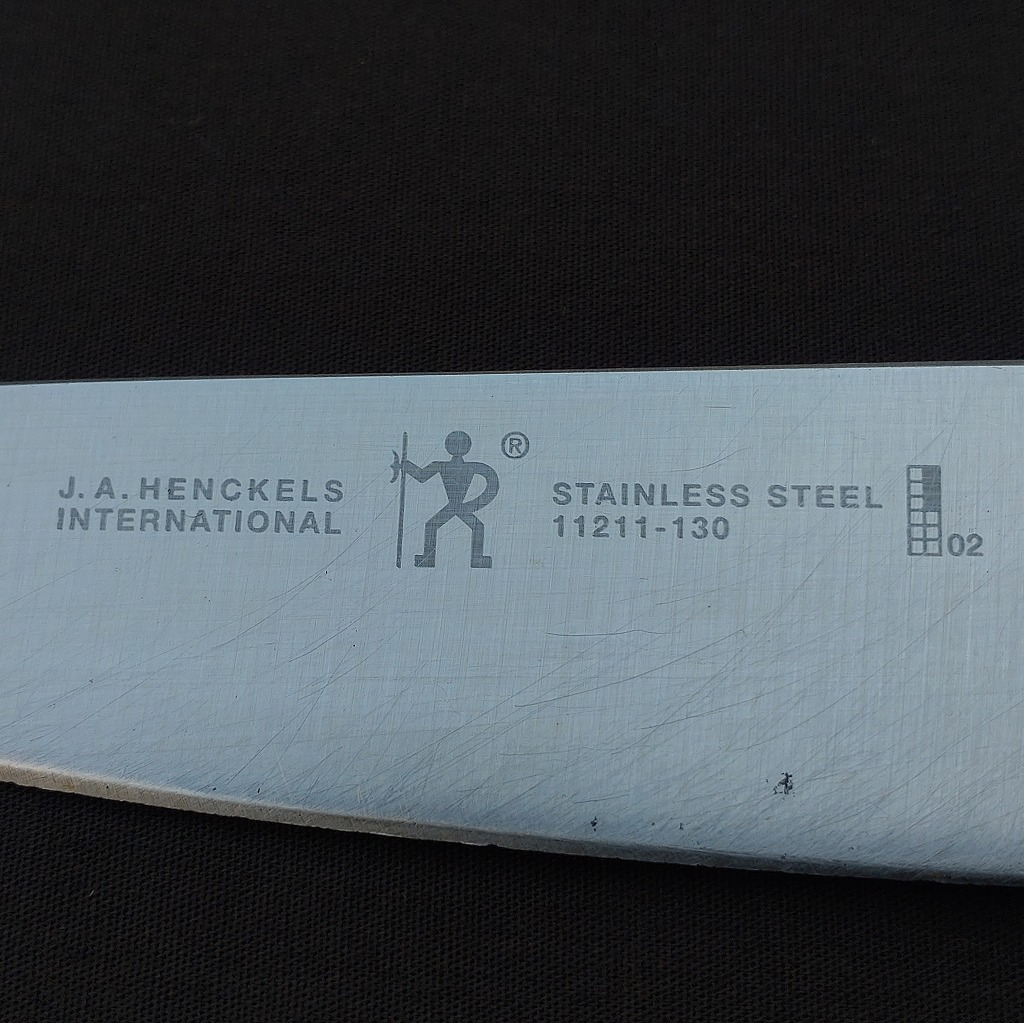 J. A. HENCKELS
INTERNATIONAL
®
STAINLESS STEEL
11211-130
02